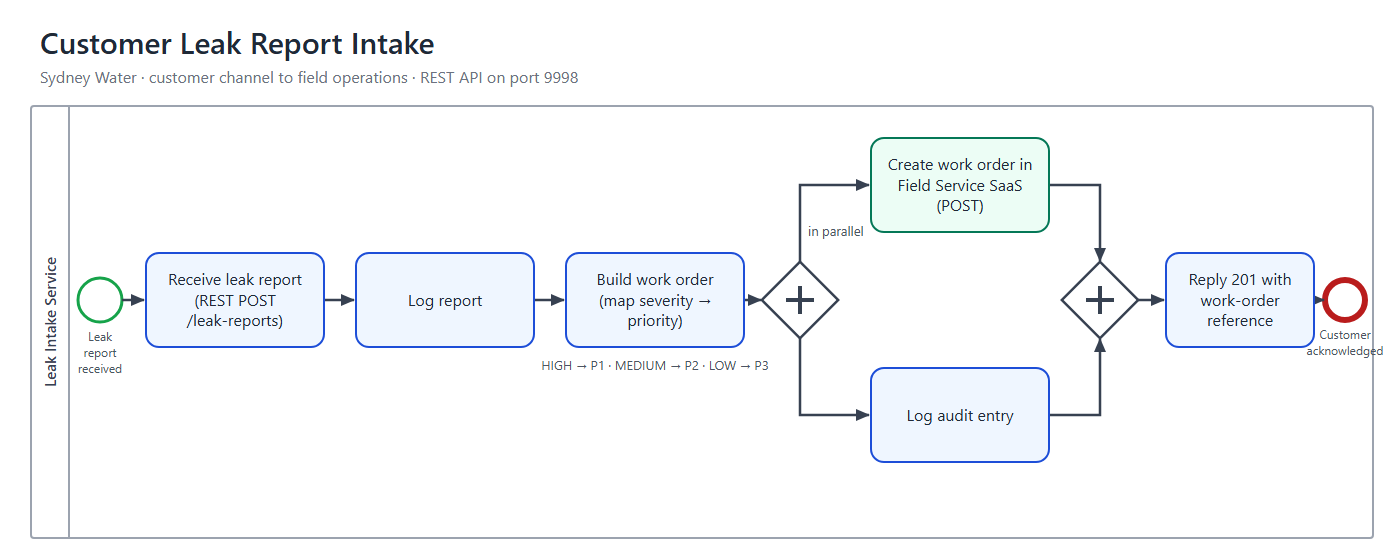 Customer Leak Report Intake
Sydney Water · customer channel to field operations · REST API on port 9998
Leak Intake Service
Leak
report
received
Receive leak report
(REST POST
/leak-reports)
Log report
Build work order
(map severity →
priority)
HIGH → P1 · MEDIUM → P2 · LOW → P3
in parallel
Create work order in
Field Service SaaS
(POST)
Log audit entry
Reply 201 with
work-order
reference
Customer
acknowledged